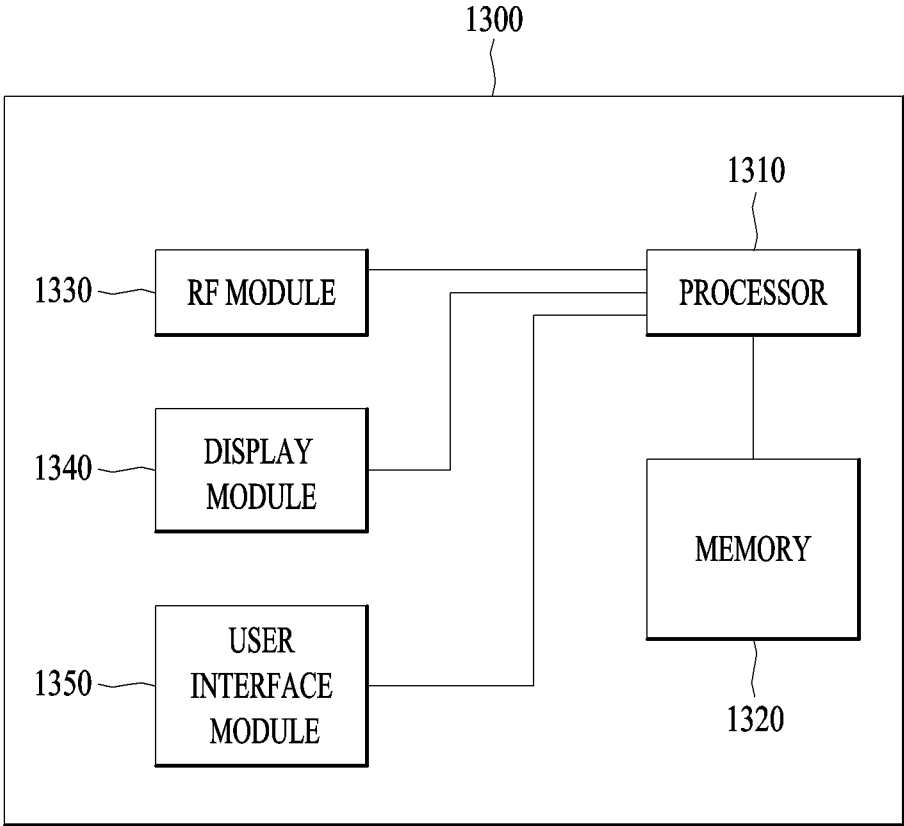 1300
1310
1330
RF MODULE
PROCESSOR
1340
DISPLAY
MODULE
MEMORY
1350
USER
INTERFACE
MODULE
1320